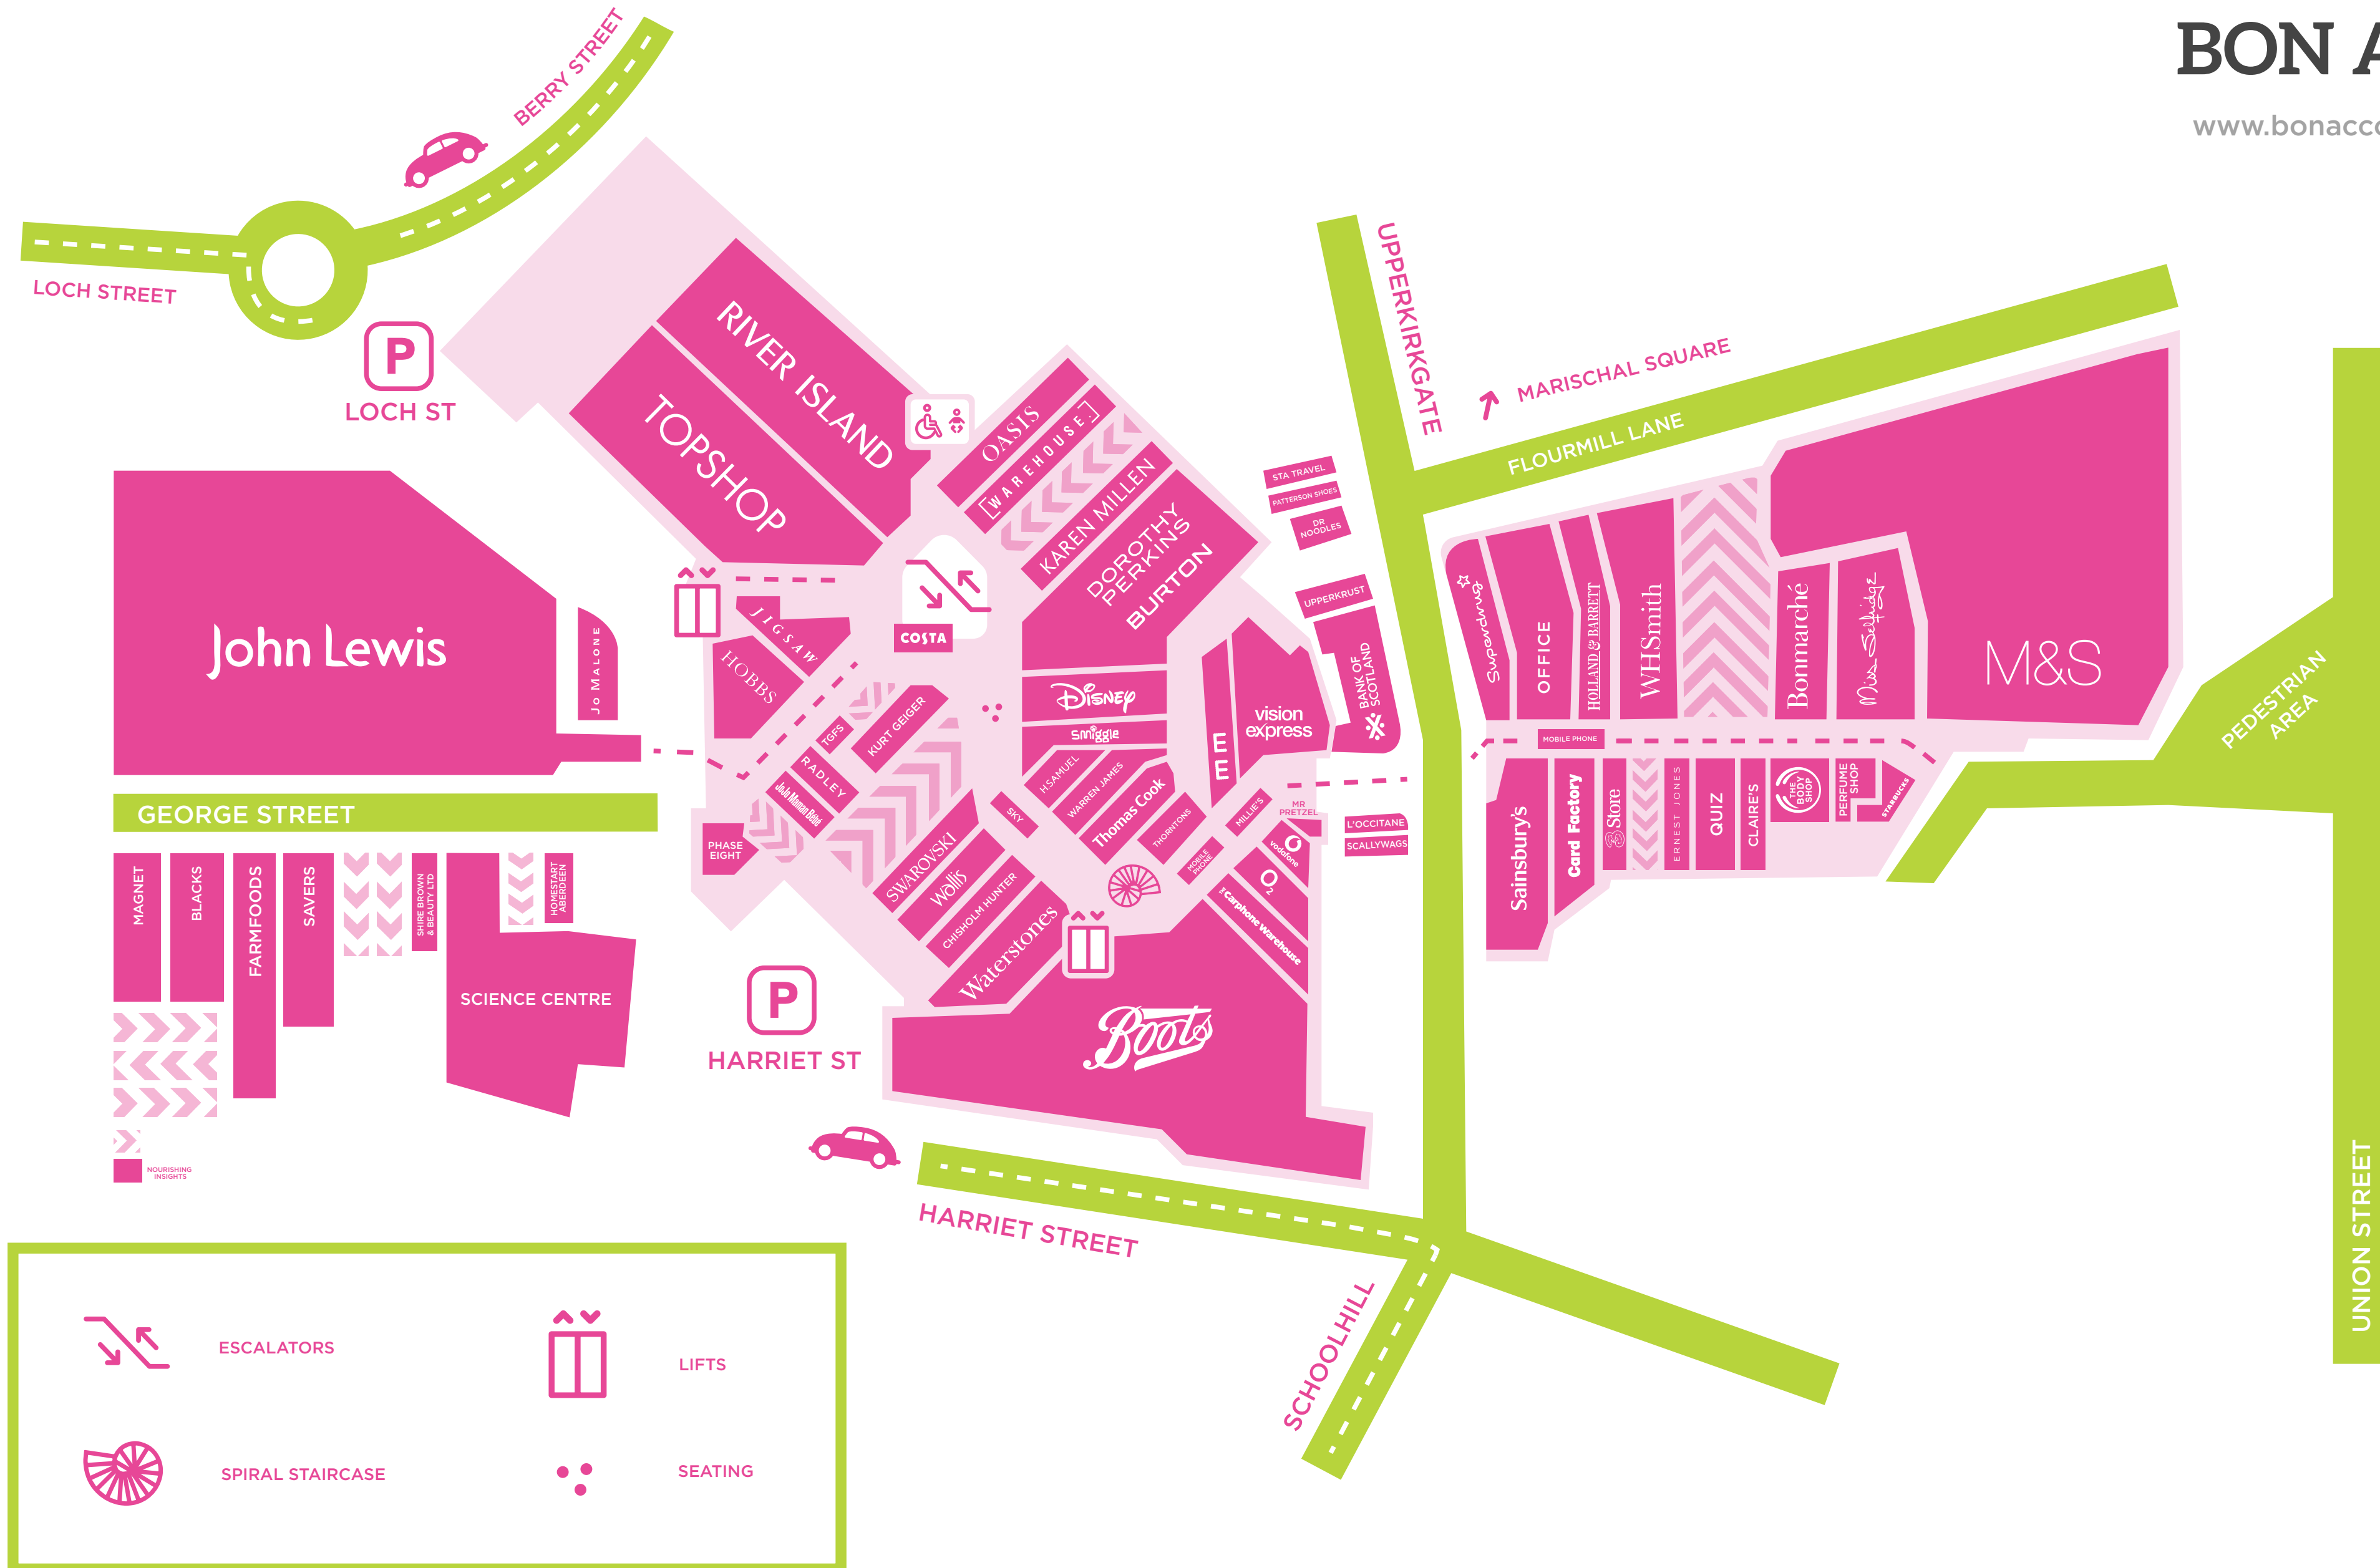 BON A
www.bonacco
BERRY STREET
LOCH STREET
P
LOCH ST
RIVER ISLAND
TOPSHOP
OASIS
WAREHOUSE
KAREN MILLEN
DOROTHY
PERKINS
BURTON
UPPERKIRKGATE
MARISCHAL SQUARE
FLOURMILL LANE
STA TRAVEL
PATTERSON SHOES
DR
NOODLES
UPPERKRUST
BANK OF
SCOTLAND
John Lewis
JO MALONE
JIGSAW
HOBBS
COSTA
TGFS
KURT GEIGER
RADLEY
JoJo Maman Bébé
PHASE
EIGHT
Disney
smiggle
H.SAMUEL
WARREN JAMES
Thomas Cook
THORNTONS
SKY
EE
vision
express
MILLIE'S
MR
PRETZEL
MOBILE
PHONE
vodafone
O2
The Carphone Warehouse
L'OCCITANE
SCALLYWAGS
SWAROVSKI
Wallis
CHISHOLM HUNTER
Waterstones
Boots
Superdrug
OFFICE
HOLLAND & BARRETT
WHSmith
Bonmarché
Miss Selfridge
M&S
MOBILE PHONE
Sainsbury's
Card Factory
3Store
ERNEST JONES
QUIZ
CLAIRE'S
THE
BODY
SHOP
PERFUME
SHOP
STARBUCKS
PEDESTRIAN
AREA
UNION STREET
GEORGE STREET
MAGNET
BLACKS
FARMFOODS
SAVERS
SHIRE BROWN
& BEAUTY LTD
SCIENCE CENTRE
HOMESTART
ABERDEEN
NOURISHING
INSIGHTS
P
HARRIET ST
HARRIET STREET
SCHOOLHILL
ESCALATORS
LIFTS
SPIRAL STAIRCASE
SEATING